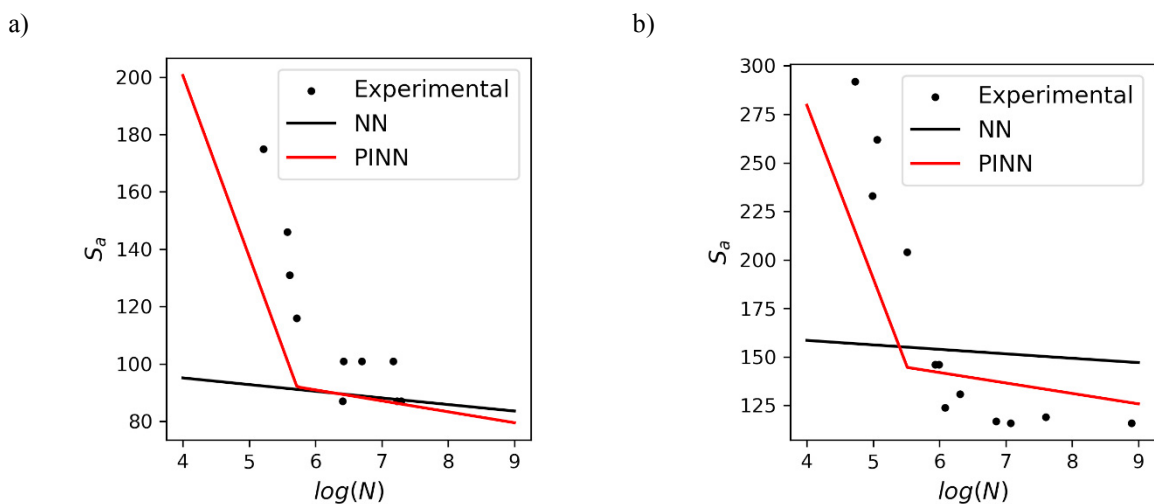 a)
200
180
160
140
120
100
80
S_a
4 5 6 7 8 9
log(N)
Experimental
NN
PINN
b)
300
275
250
225
200
175
150
125
S_a
4 5 6 7 8 9
log(N)
Experimental
NN
PINN